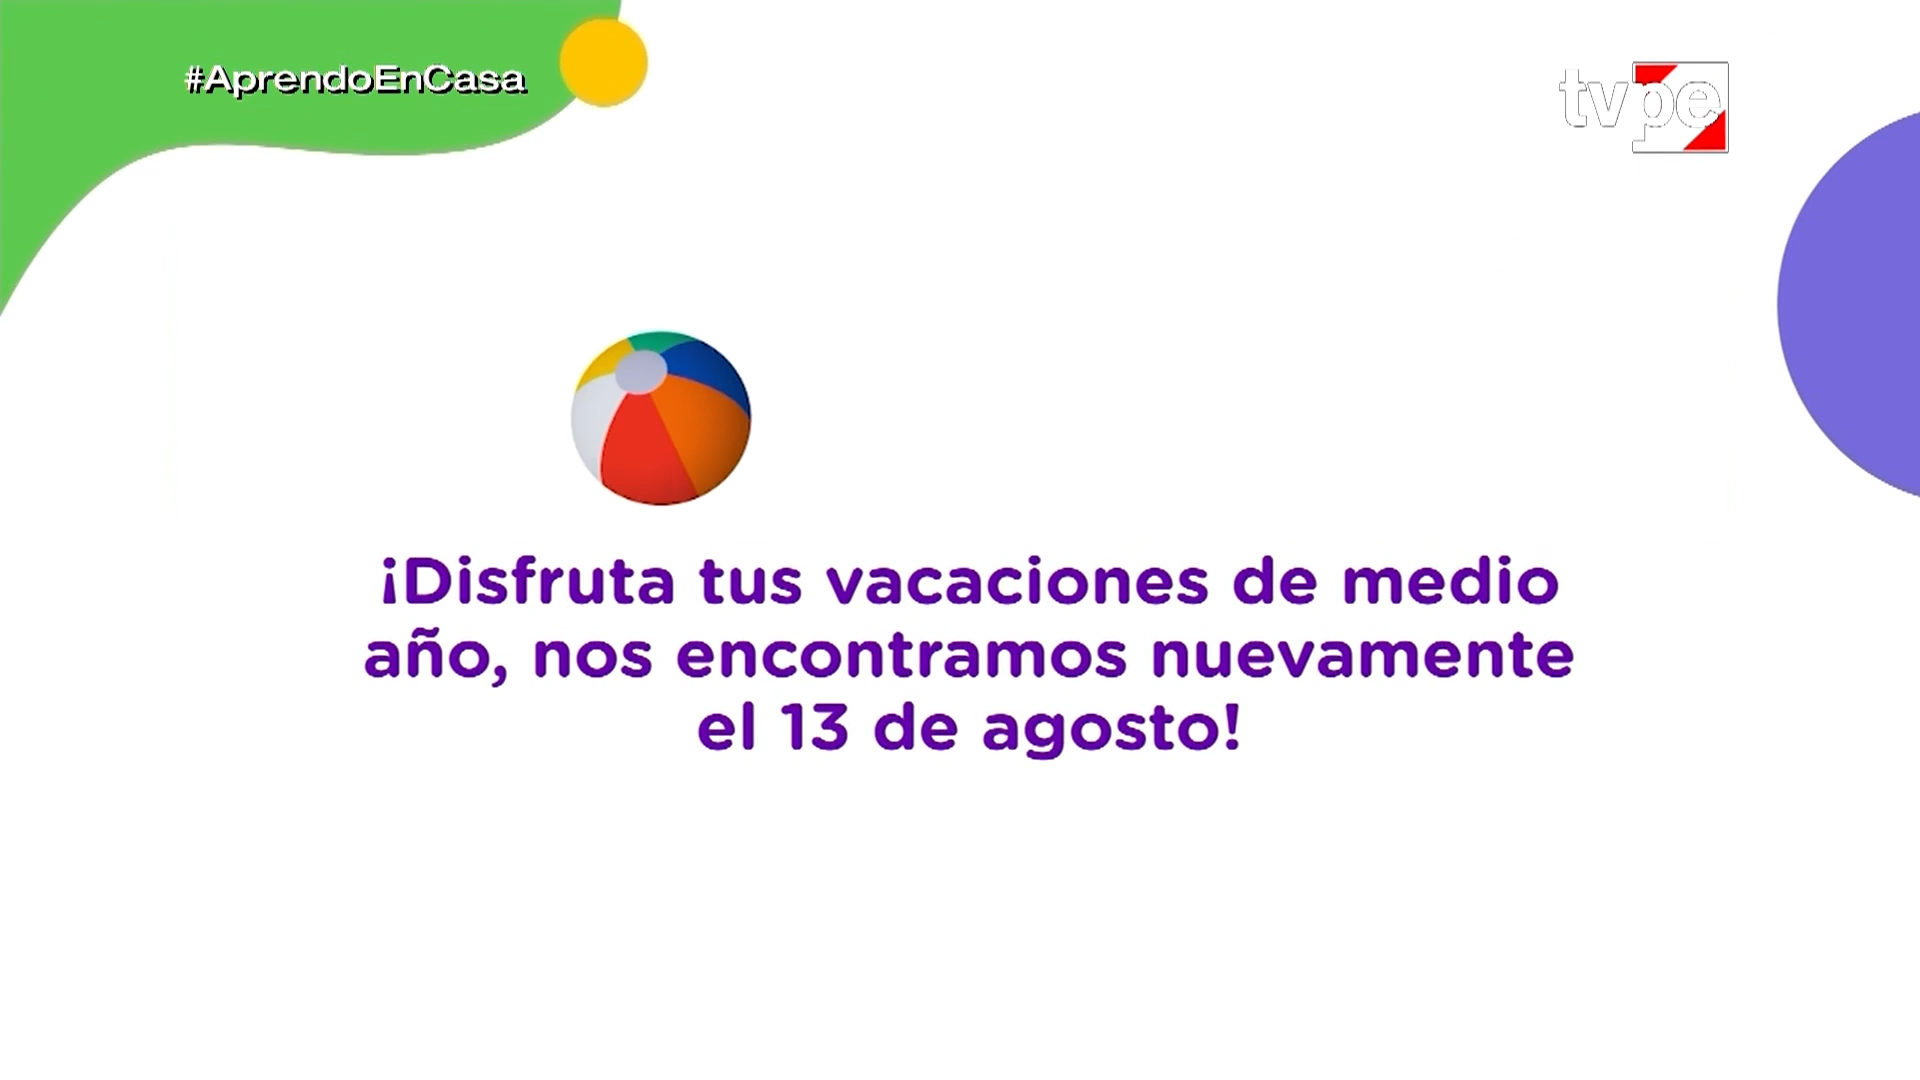 #AprendoEnCasa
tvpe
¡Disfruta tus vacaciones de medio
año, nos encontramos nuevamente
el 13 de agosto!